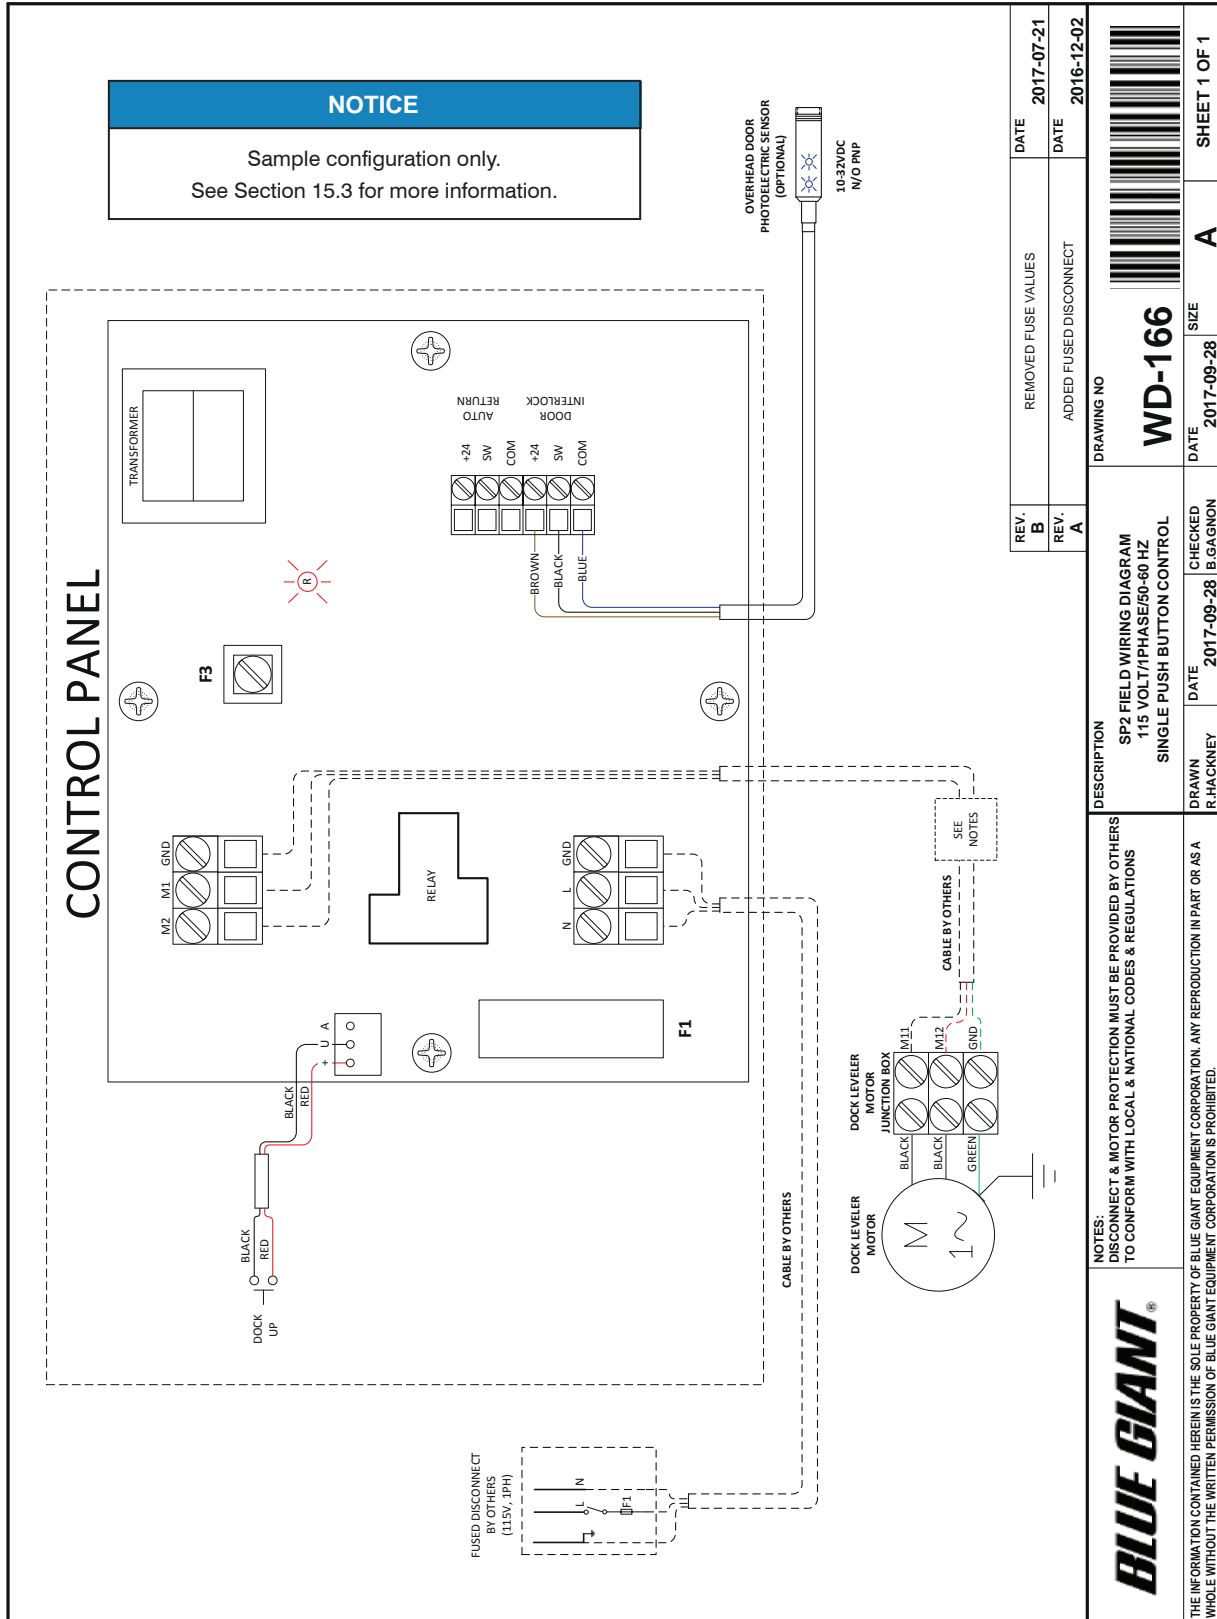 NOTICE
Sample configuration only.
See Section 15.3 for more information.
CONTROL PANEL
TRANSFORMER
R
F3
AUTO
RETURN
DOOR
INTERLOCK
+24
SW
COM
+24
SW
COM
BROWN
BLACK
BLUE
OVERHEAD DOOR
PHOTOELECTRIC SENSOR
(OPTIONAL)
10-32VDC
N/O PNP
M2
M1
GND
RELAY
N
L
GND
F1
+
U
A
BLACK
RED
BLACK
RED
DOCK
UP
FUSED DISCONNECT
BY OTHERS
(115V, 1PH)
L
N
F1
CABLE BY OTHERS
DOCK LEVELER
MOTOR
M
1~
BLACK
BLACK
GREEN
DOCK LEVELER
MOTOR
JUNCTION BOX
M11
M12
GND
CABLE BY OTHERS
SEE
NOTES
REV.
B
REMOVED FUSE VALUES
DATE
2017-07-21
REV.
A
ADDED FUSED DISCONNECT
DATE
2016-12-02
BLUE GIANT®
NOTES:
DISCONNECT & MOTOR PROTECTION MUST BE PROVIDED BY OTHERS
TO CONFORM WITH LOCAL & NATIONAL CODES & REGULATIONS
DESCRIPTION
SP2 FIELD WIRING DIAGRAM
115 VOLT/1PHASE/50-60 HZ
SINGLE PUSH BUTTON CONTROL
DRAWING NO
WD-166
THE INFORMATION CONTAINED HEREIN IS THE SOLE PROPERTY OF BLUE GIANT EQUIPMENT CORPORATION. ANY REPRODUCTION IN PART OR AS A
WHOLE WITHOUT THE WRITTEN PERMISSION OF BLUE GIANT EQUIPMENT CORPORATION IS PROHIBITED.
DRAWN
R.HACKNEY
DATE
2017-09-28
CHECKED
B.GAGNON
DATE
2017-09-28
SIZE
A
SHEET 1 OF 1